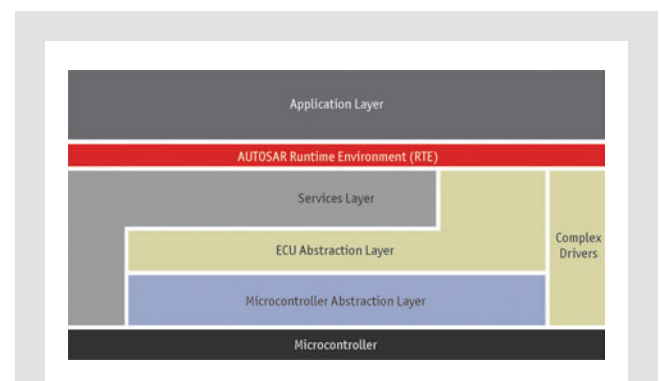 Application Layer
AUTOSAR Runtime Environment (RTE)
Services Layer
ECU Abstraction Layer
Complex
Drivers
Microcontroller Abstraction Layer
Microcontroller